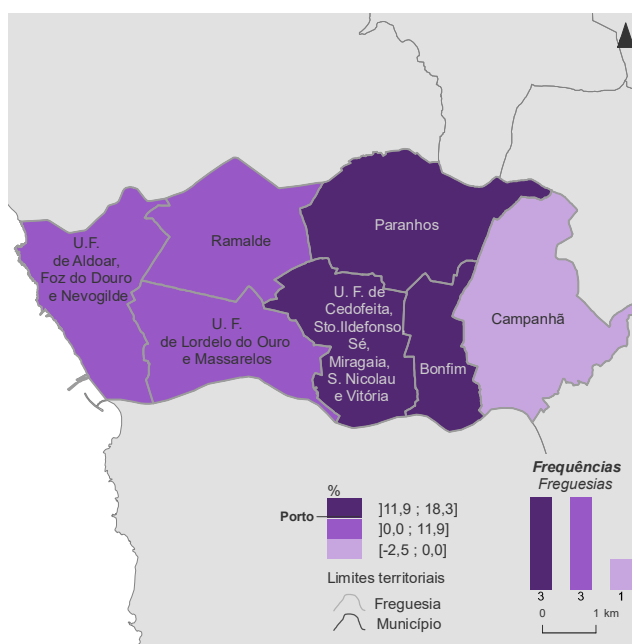 Paranhos
Ramalde
U.F.
de Aldoar,
Foz do Douro
e Nevogilde
U. F. de
Cedofeita,
Sto.Ildefonso,
Sé,
Miragaia,
S. Nicolau
e Vitória
U. F.
de Lordelo do Ouro
e Massarelos
Campanhã
Bonfim
%
Porto
]11,9 ; 18,3]
]0,0 ; 11,9]
[-2,5 ; 0,0]
Limites territoriais
Freguesia
Município
Frequências
Freguesias
3 3 1
0 1 km